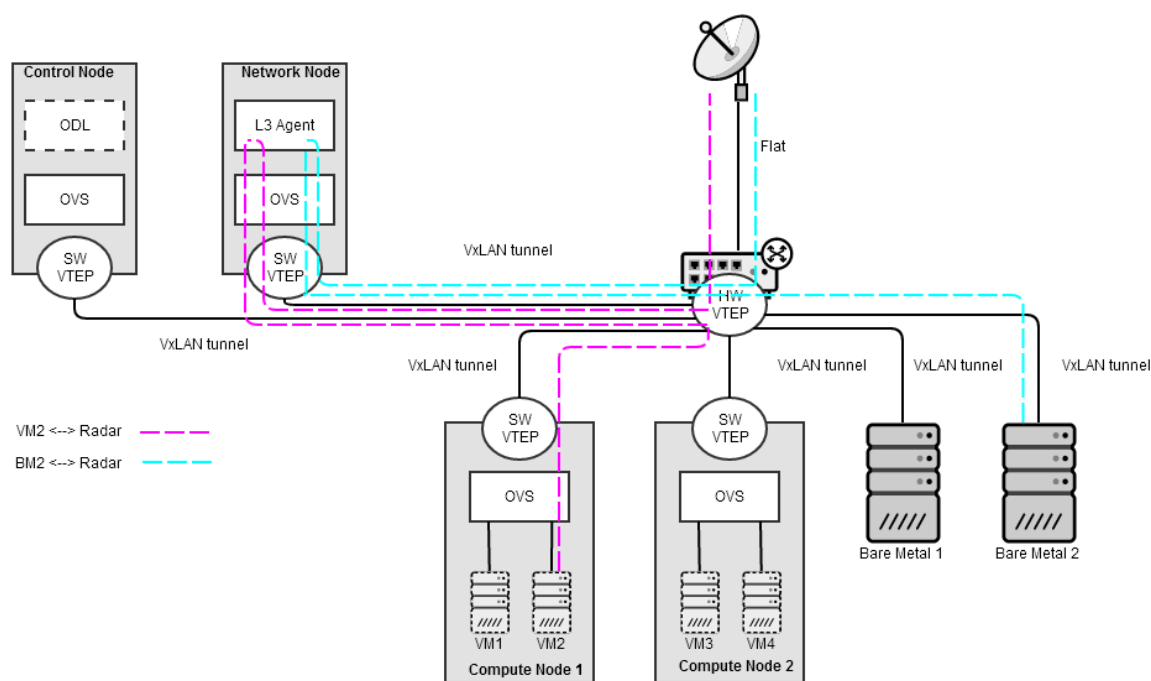 Control Node
ODL
OVS
SW
VTEP
Network Node
L3 Agent
OVS
SW
VTEP
Flat
VxLAN tunnel
HW
VTEP
VxLAN tunnel
VxLAN tunnel
VxLAN tunnel
VxLAN tunnel
VxLAN tunnel
VM2 <--> Radar
BM2 <--> Radar
SW
VTEP
OVS
VM1
VM2
Compute Node 1
SW
VTEP
OVS
VM3
VM4
Compute Node 2
Bare Metal 1
Bare Metal 2